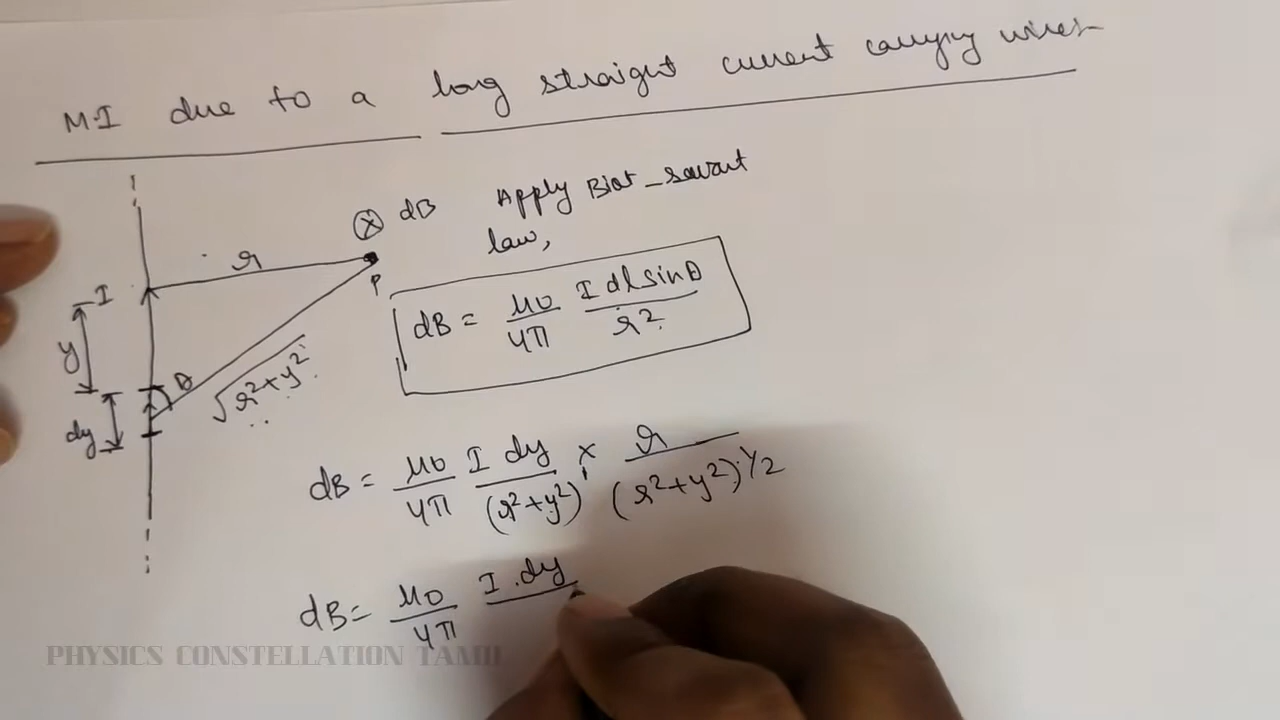 M.I due to a long straight current carrying wire:-
I
r
⊗ dB
P
y
dy
θ
√r²+y²
Apply Biot-savart
law,
dB = μ0/4π I dl sinθ/r²
dB = μ0/4π I dy/(r²+y²)¹ × r/(r²+y²)^1/2
dB = μ0/4π I.dy
PHYSICS CONSTELLATION TAMIL